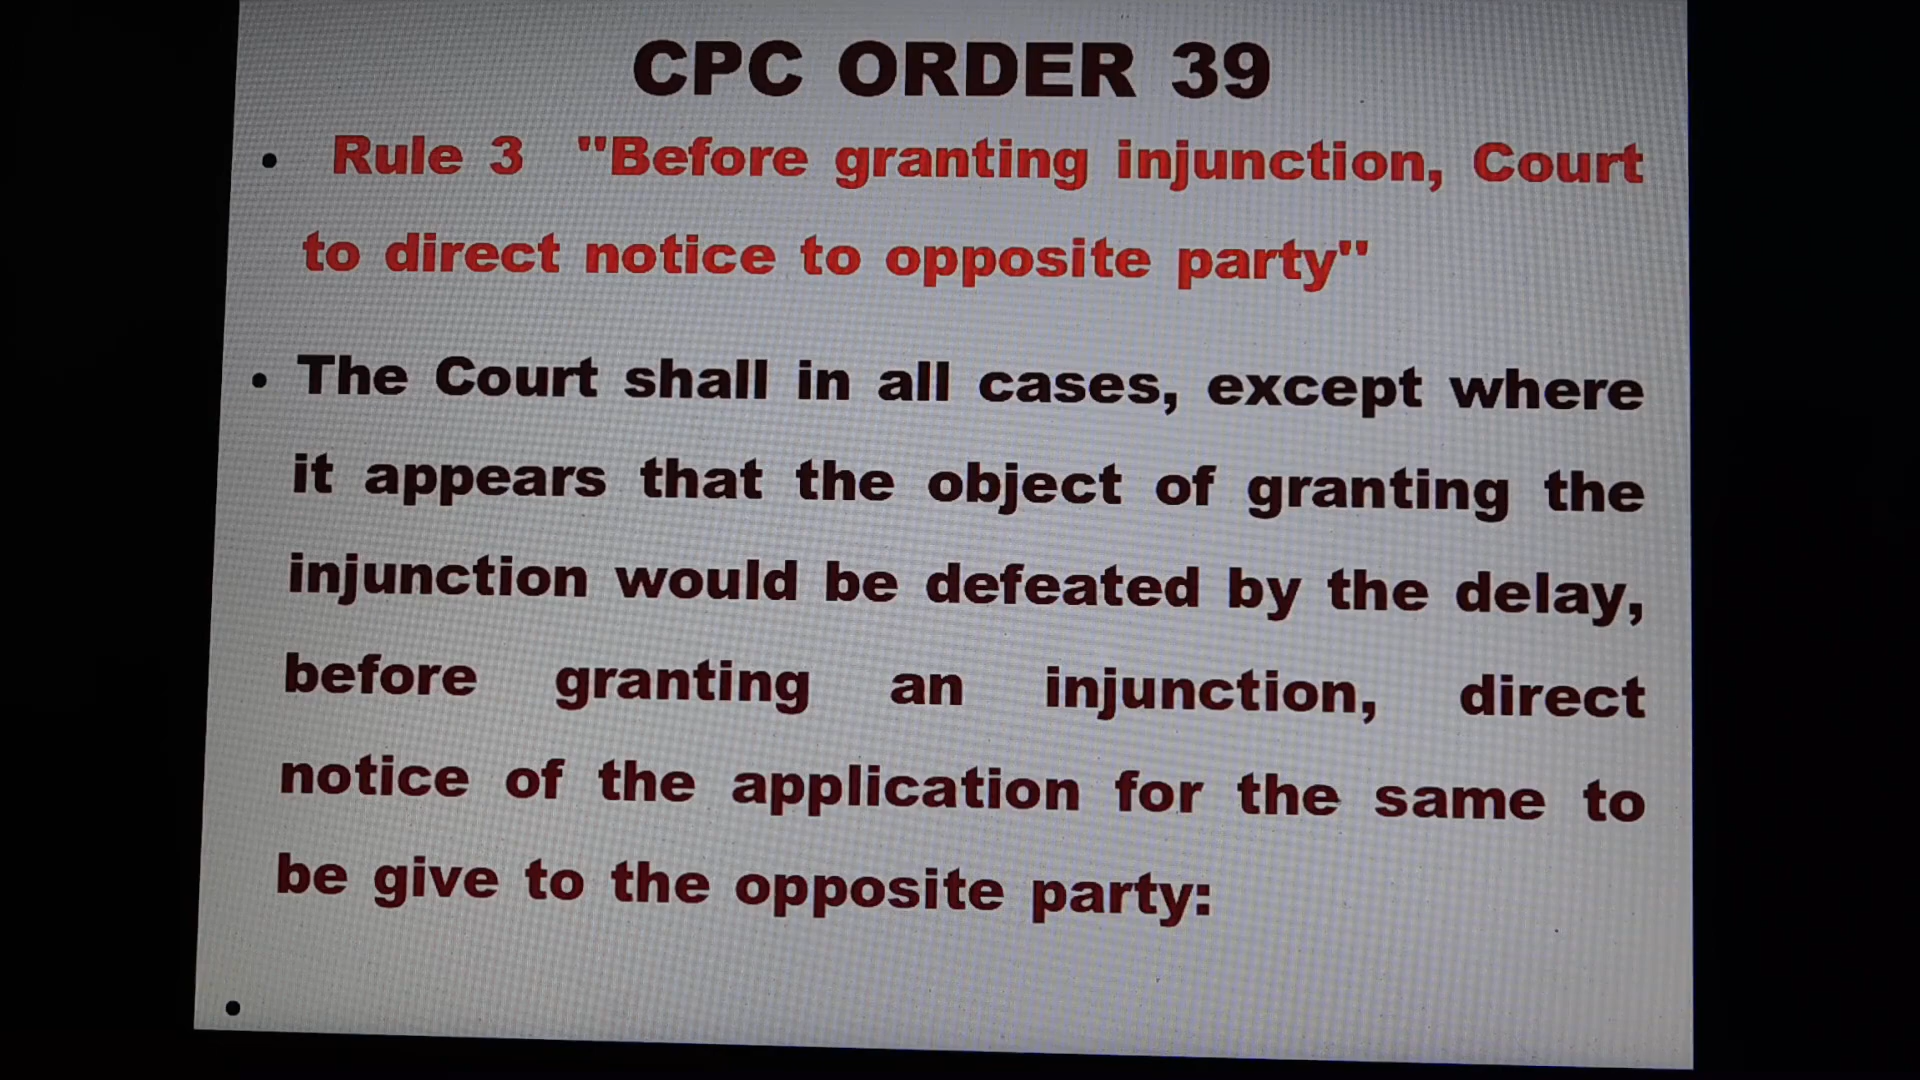 CPC ORDER 39
• Rule 3 "Before granting injunction, Court
to direct notice to opposite party"
• The Court shall in all cases, except where
it appears that the object of granting the
injunction would be defeated by the delay,
before granting an injunction, direct
notice of the application for the same to
be give to the opposite party:
•